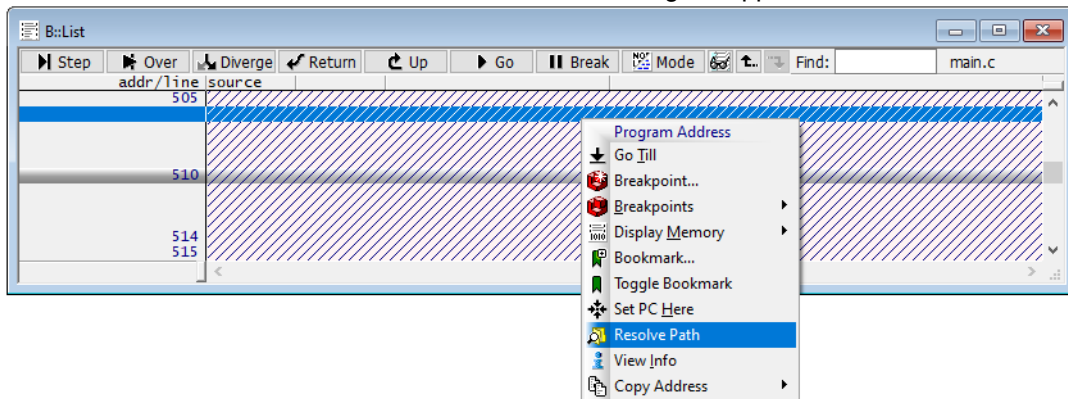 B::List
Step Over Diverge Return Up Go Break Mode t.. Find: main.c
addr/line source
505
510
514
515
Program Address
Go Till
Breakpoint...
Breakpoints
Display Memory
Bookmark...
Toggle Bookmark
Set PC Here
Resolve Path
View Info
Copy Address